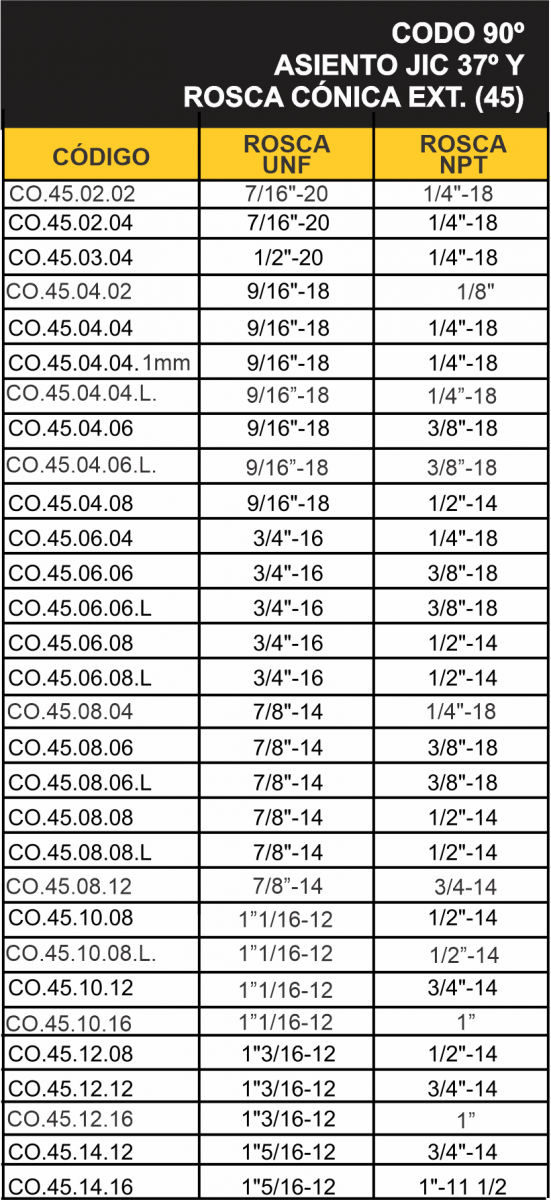 CODO 90º
ASIENTO JIC 37º Y
ROSCA CÓNICA EXT. (45)
CÓDIGO ROSCA UNF ROSCA NPT
CO.45.02.02 7/16"-20 1/4"-18
CO.45.02.04 7/16"-20 1/4"-18
CO.45.03.04 1/2"-20 1/4"-18
CO.45.04.02 9/16"-18 1/8"
CO.45.04.04 9/16"-18 1/4"-18
CO.45.04.04.1mm 9/16"-18 1/4"-18
CO.45.04.04.L. 9/16”-18 1/4”-18
CO.45.04.06 9/16"-18 3/8"-18
CO.45.04.06.L. 9/16”-18 3/8”-18
CO.45.04.08 9/16"-18 1/2"-14
CO.45.06.04 3/4"-16 1/4"-18
CO.45.06.06 3/4"-16 3/8"-18
CO.45.06.06.L 3/4"-16 3/8"-18
CO.45.06.08 3/4"-16 1/2"-14
CO.45.06.08.L 3/4"-16 1/2"-14
CO.45.08.04 7/8"-14 1/4"-18
CO.45.08.06 7/8"-14 3/8"-18
CO.45.08.06.L 7/8"-14 3/8"-18
CO.45.08.08 7/8"-14 1/2"-14
CO.45.08.08.L 7/8"-14 1/2"-14
CO.45.08.12 7/8”-14 3/4-14
CO.45.10.08 1”1/16-12 1/2"-14
CO.45.10.08.L. 1”1/16-12 1/2”-14
CO.45.10.12 1”1/16-12 3/4"-14
CO.45.10.16 1”1/16-12 1”
CO.45.12.08 1"3/16-12 1/2"-14
CO.45.12.12 1"3/16-12 3/4"-14
CO.45.12.16 1"3/16-12 1”
CO.45.14.12 1"5/16-12 3/4"-14
CO.45.14.16 1"5/16-12 1"-11 1/2